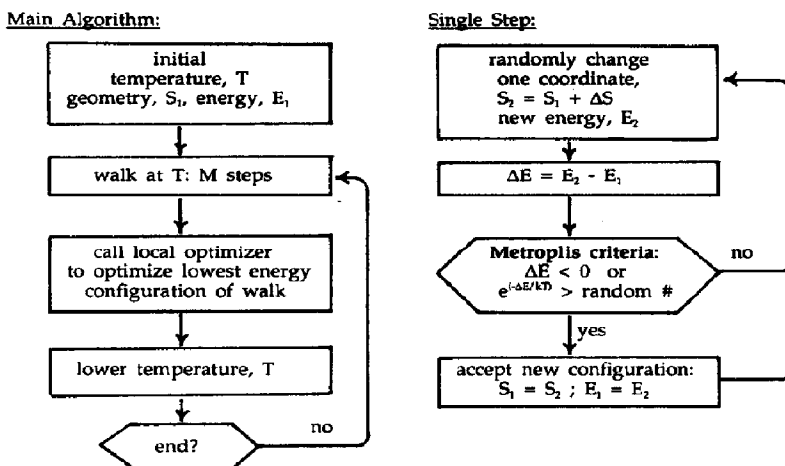 Main Algorithm:
initial
temperature, T
geometry, S₁, energy, E₁
walk at T: M steps
call local optimizer
to optimize lowest energy
configuration of walk
lower temperature, T
end?
no
Single Step:
randomly change
one coordinate,
S₂ = S₁ + ΔS
new energy, E₂
ΔE = E₂ - E₁
Metroplis criteria:
ΔE < 0 or
e^(-ΔE/kT) > random #
no
yes
accept new configuration:
S₁ = S₂ ; E₁ = E₂